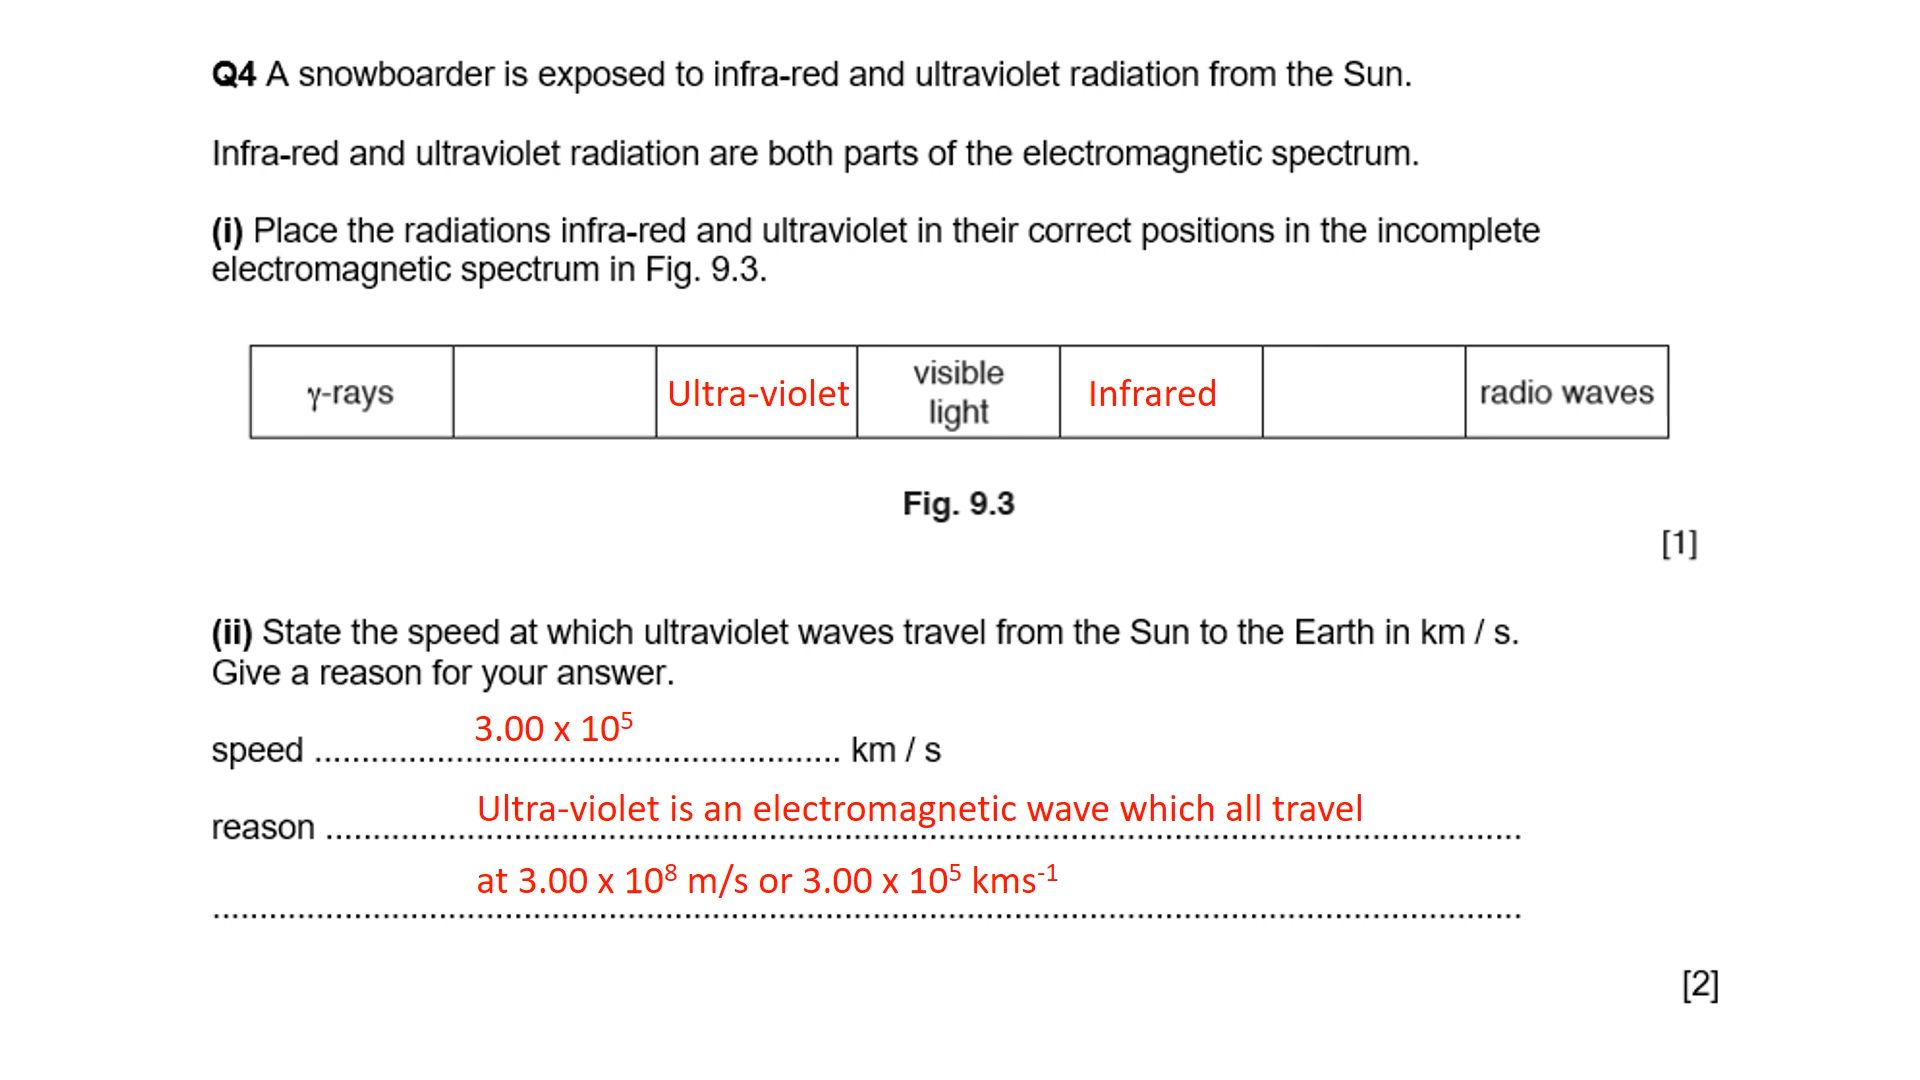 Q4 A snowboarder is exposed to infra-red and ultraviolet radiation from the Sun.
Infra-red and ultraviolet radiation are both parts of the electromagnetic spectrum.
(i) Place the radiations infra-red and ultraviolet in their correct positions in the incomplete
electromagnetic spectrum in Fig. 9.3.
γ-rays Ultra-violet visible light Infrared radio waves
Fig. 9.3
[1]
(ii) State the speed at which ultraviolet waves travel from the Sun to the Earth in km / s.
Give a reason for your answer.
3.00 x 10⁵
speed ........................................................ km / s
Ultra-violet is an electromagnetic wave which all travel
reason ................................................................................................................................
at 3.00 x 10⁸ m/s or 3.00 x 10⁵ kms⁻¹
............................................................................................................................................
[2]